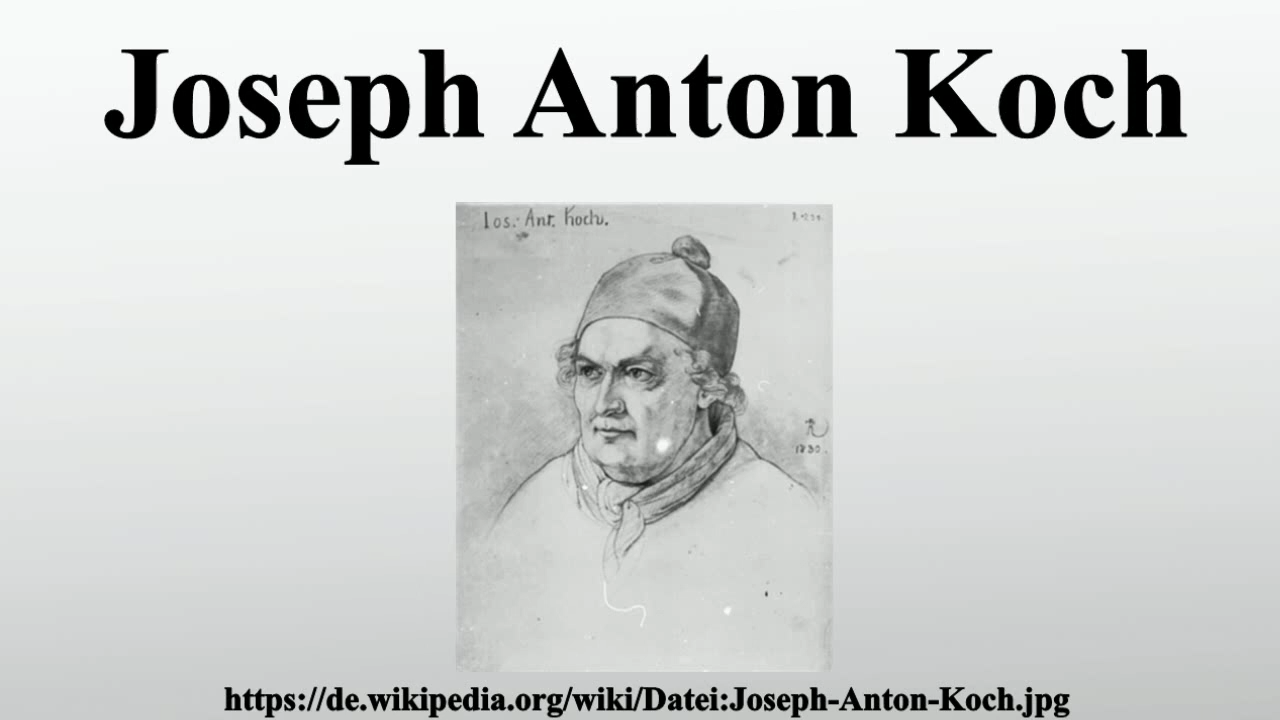 Joseph Anton Koch
Ios. Ant. Koch.
1830.
https://de.wikipedia.org/wiki/Datei:Joseph-Anton-Koch.jpg